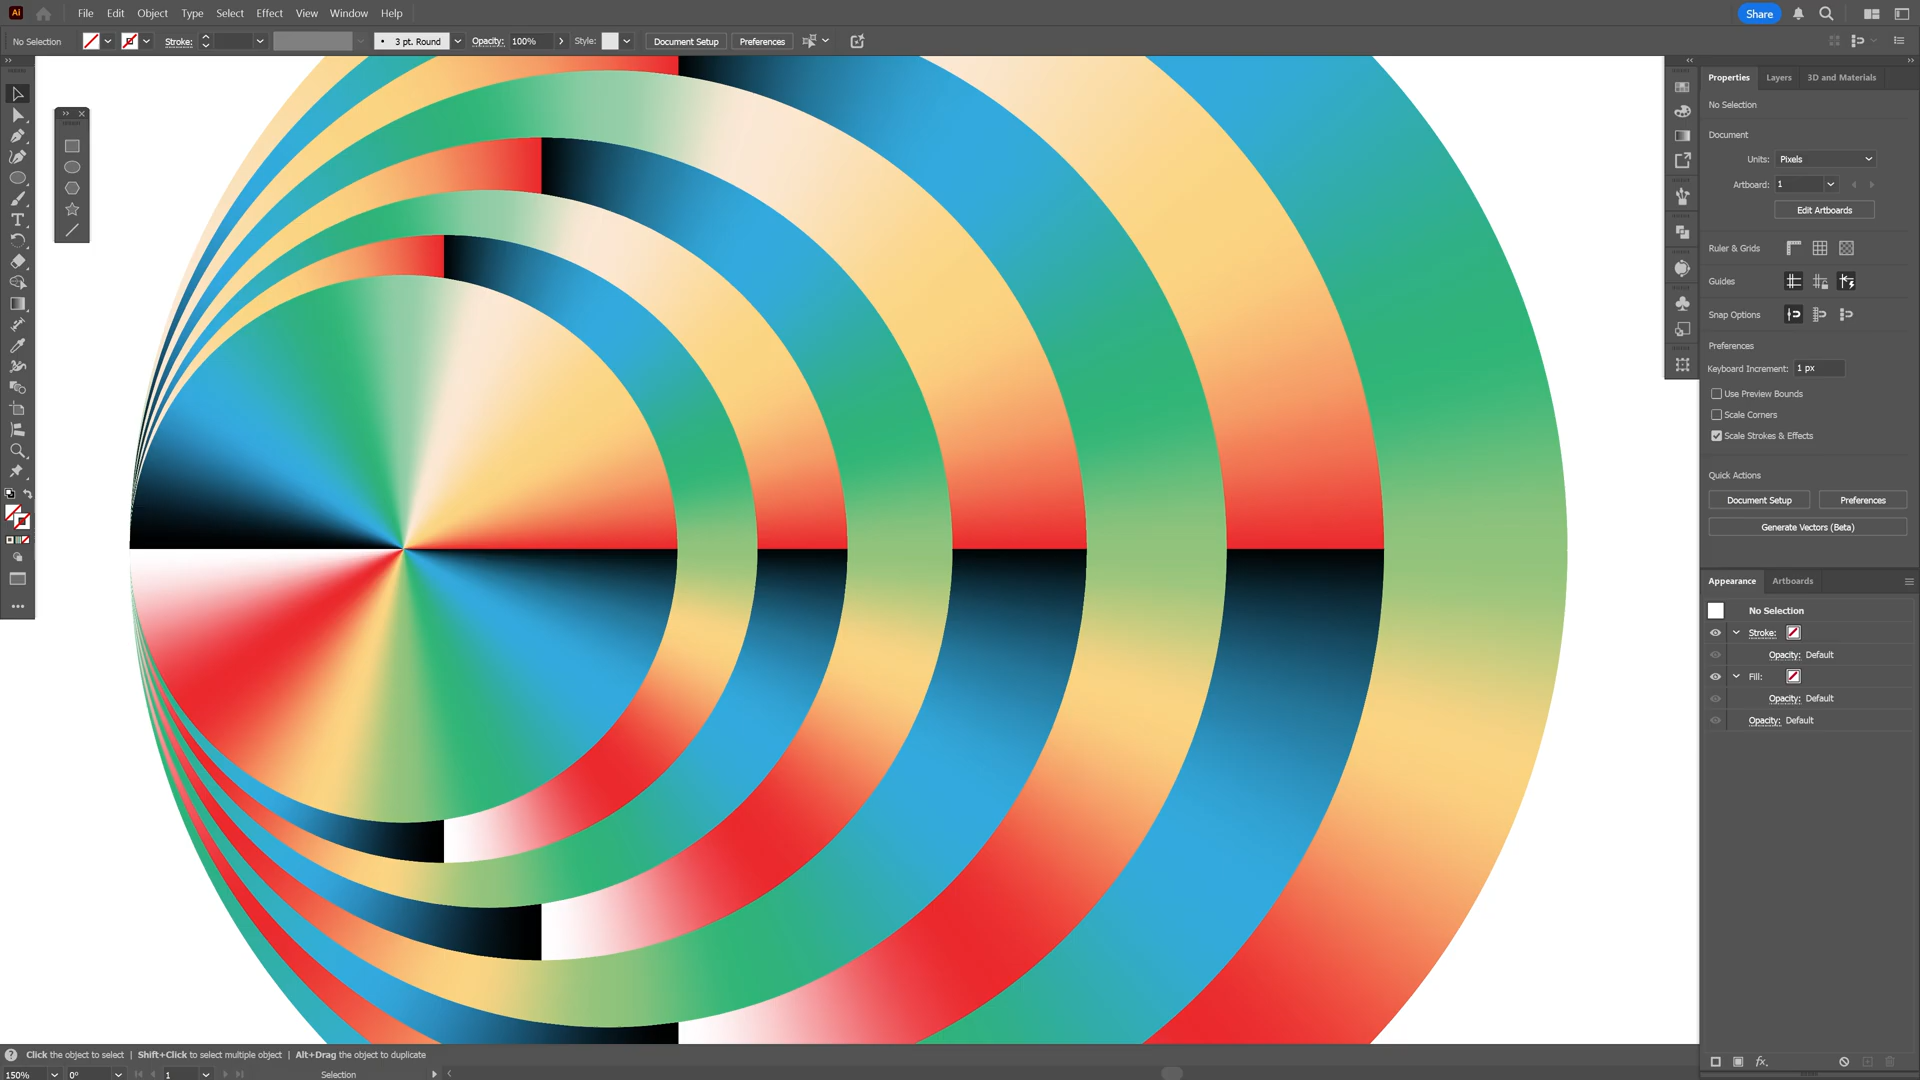 Ai File Edit Object Type Select Effect View Window Help Share
No Selection Stroke: 3 pt. Round Opacity: 100% Style: Document Setup Preferences
Properties Layers 3D and Materials
No Selection
Document
Units: Pixels
Artboard: 1
Edit Artboards
Ruler & Grids
Guides
Snap Options
Preferences
Keyboard Increment: 1 px
Use Preview Bounds
Scale Corners
Scale Strokes & Effects
Quick Actions
Document Setup Preferences
Generate Vectors (Beta)
Appearance Artboards
No Selection
Stroke:
Opacity: Default
Fill:
Opacity: Default
Opacity: Default
fx
Click the object to select | Shift+Click to select multiple object | Alt+Drag the object to duplicate
150% 0° 1 Selection